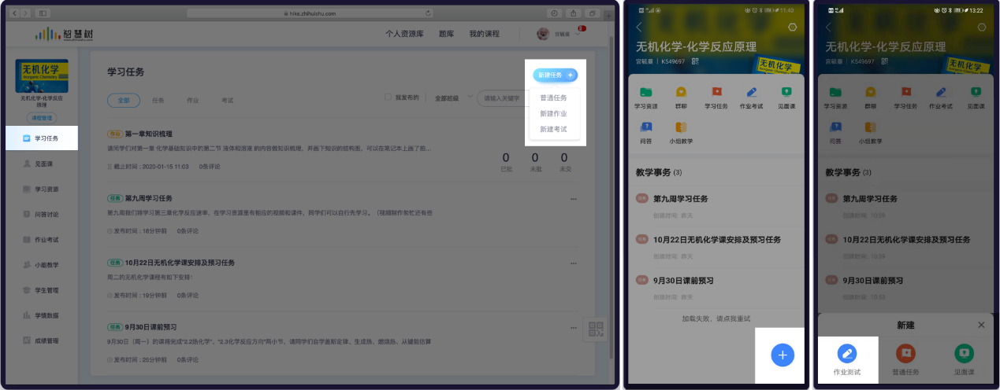 hike.zhihuishu.com
智慧树
www.zhihuishu.com
个人资源库 题库 我的课程 宫毓蔓
无机化学
Inorganic Chemistry
无机化学-化学反应
原理
课程管理
学习任务
见面课
学习资源
问答讨论
作业考试
小组教学
学生管理
学情数据
成绩管理
学习任务
新建任务 +
全部 任务 作业 考试
我发布的 全部班级 请输入关键字
普通任务
新建作业
新建考试
作业 第一章知识梳理
请同学们对第一章 化学基础知识中的第二节 液体和溶液 的内容做知识梳理，并画下知识的结构图，可以在笔记本上画了拍...
截止时间：2020-01-15 11:03 0条评论
0 0 0
已批 未批 未交
任务 第九周学习任务
第九周我们将学习第三章化学反应速率，在学习资源里有相应的视频和课件，同学们可以自行先学习。（视频制作匆忙还有些
发布时间：18分钟前 0条评论
任务 10月22日无机化学课安排及预习任务
周二的无机化学课程有如下安排！
发布时间：19分钟前 0条评论
任务 9月30日课前预习
9月30日（周一）的课将完成"2.2热化学"、"2.3化学反应方向"两小节，请同学们自学盖斯定律、生成热、燃烧热、从键能估算
发布时间：25分钟前 0条评论
11:40
无机化学-化学反应原理
宫毓蔓 | K549697
无机化学
学习资源 群聊 学习任务 作业考试 见面课
问答 小组教学
教学事务 (3)
任务 第九周学习任务
创建时间: 昨天
任务 10月22日无机化学课安排及预习任务
创建时间: 昨天
任务 9月30日课前预习
创建时间: 昨天
加载失败，请点我重试
13:22
无机化学-化学反应原理
宫毓蔓 | K549697
无机化学
学习资源 群聊 学习任务 作业考试 见面课
问答 小组教学
教学事务 (3)
任务 第九周学习任务
创建时间: 10:59
任务 10月22日无机化学课安排及预习任务
创建时间: 10:59
任务 9月30日课前预习
创建时间: 10:53
新建
作业测试 普通任务 见面课